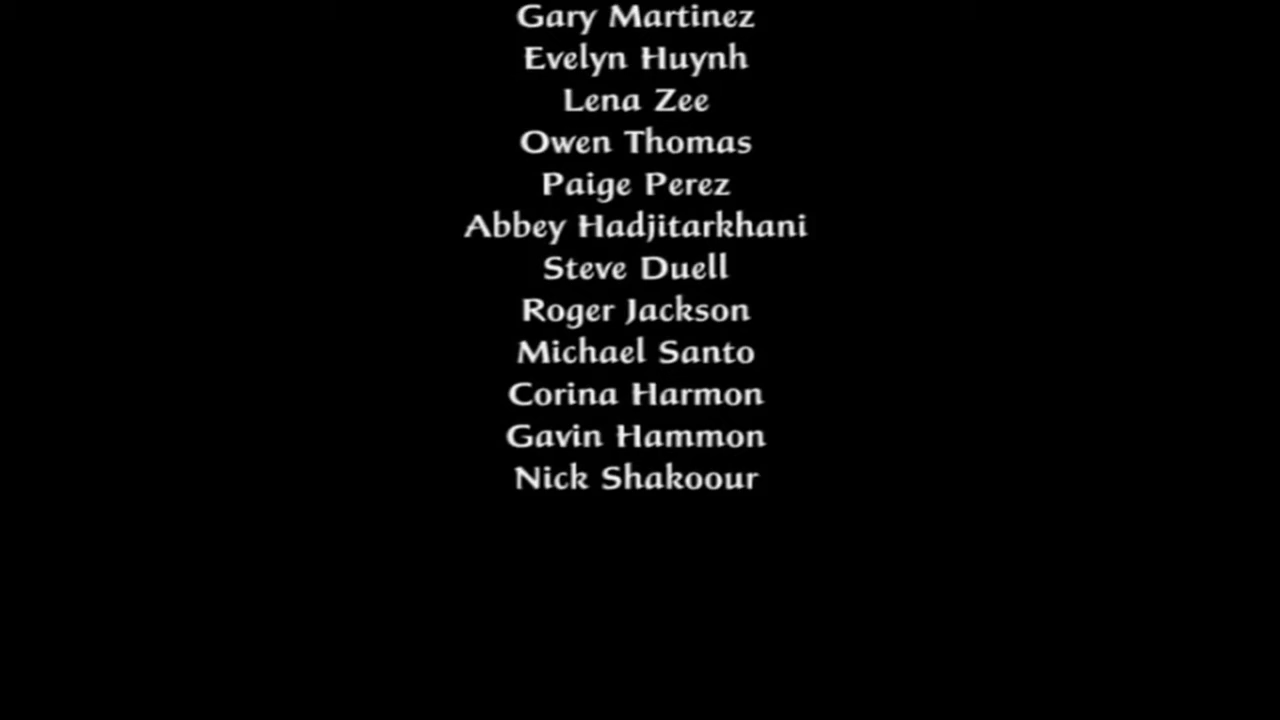 Gary Martinez
Evelyn Huynh
Lena Zee
Owen Thomas
Paige Perez
Abbey Hadjitarkhani
Steve Duell
Roger Jackson
Michael Santo
Corina Harmon
Gavin Hammon
Nick Shakoour